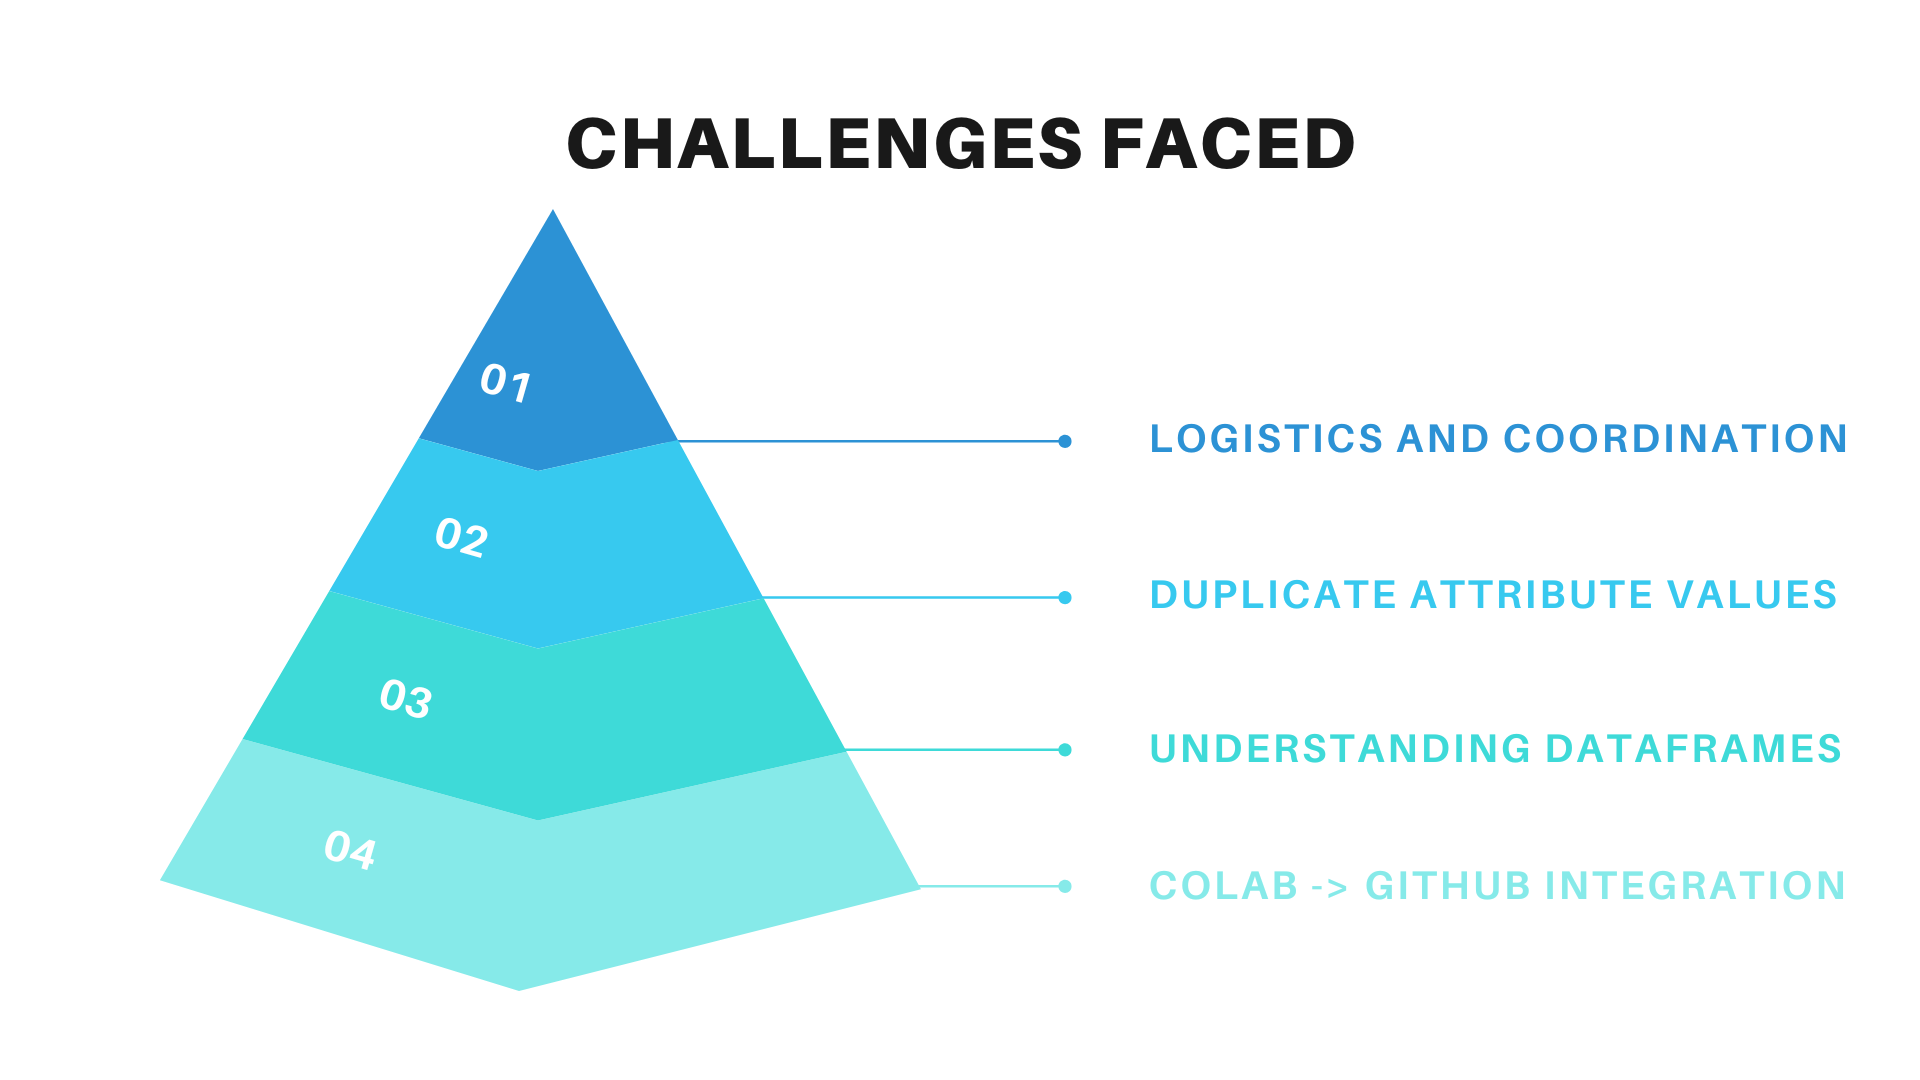 CHALLENGES FACED
01
LOGISTICS AND COORDINATION
02
DUPLICATE ATTRIBUTE VALUES
03
UNDERSTANDING DATAFRAMES
04
COLAB -> GITHUB INTEGRATION